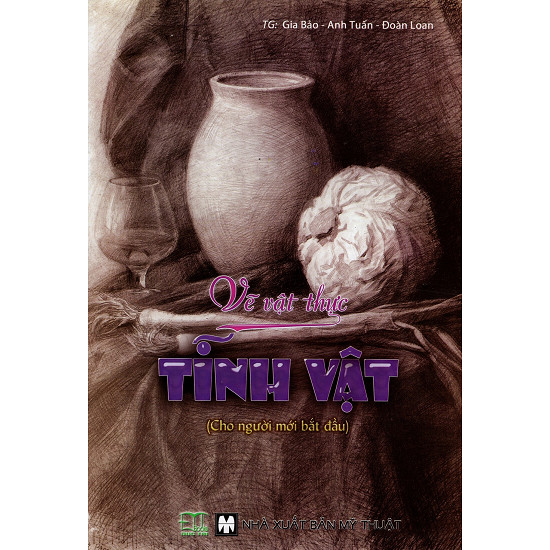 TG: Gia Bảo - Anh Tuấn - Đoàn Loan
Vẽ vật thực
TĨNH VẬT
(Cho người mới bắt đầu)
NHÀ XUẤT BẢN MỸ THUẬT